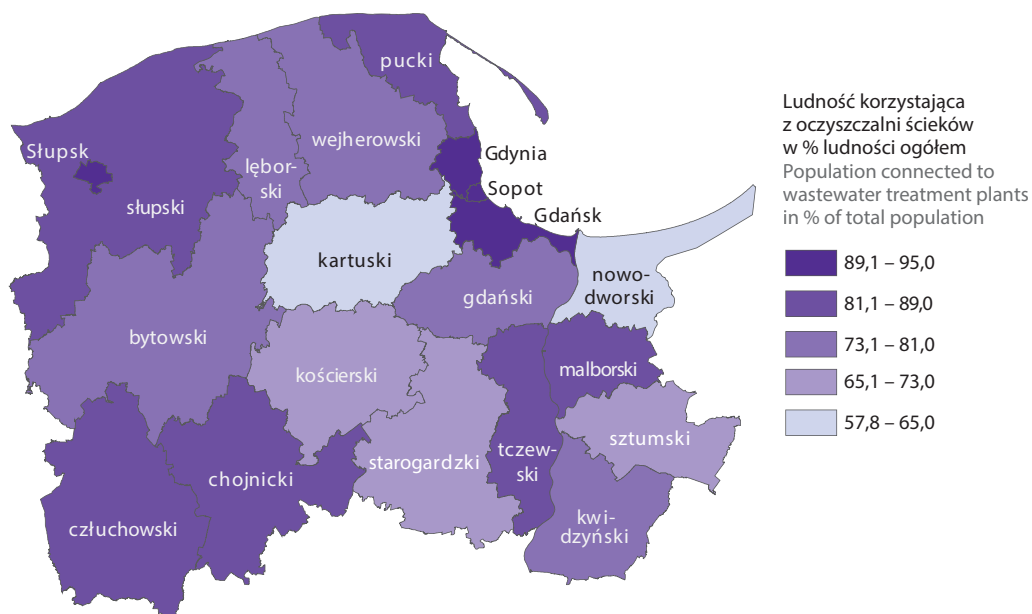 pucki
Gdynia
wejherowski
Słupsk
lębor-
ski
Sopot
słupski
Gdańsk
kartuski
nowo-
dworski
gdański
bytowski
malborski
kościerski
sztumski
starogardzki
tczew-
ski
chojnicki
człuchowski
kwi-
dzyński
Ludność korzystająca
z oczyszczalni ścieków
w % ludności ogółem
Population connected to
wastewater treatment plants
in % of total population
89,1 – 95,0
81,1 – 89,0
73,1 – 81,0
65,1 – 73,0
57,8 – 65,0